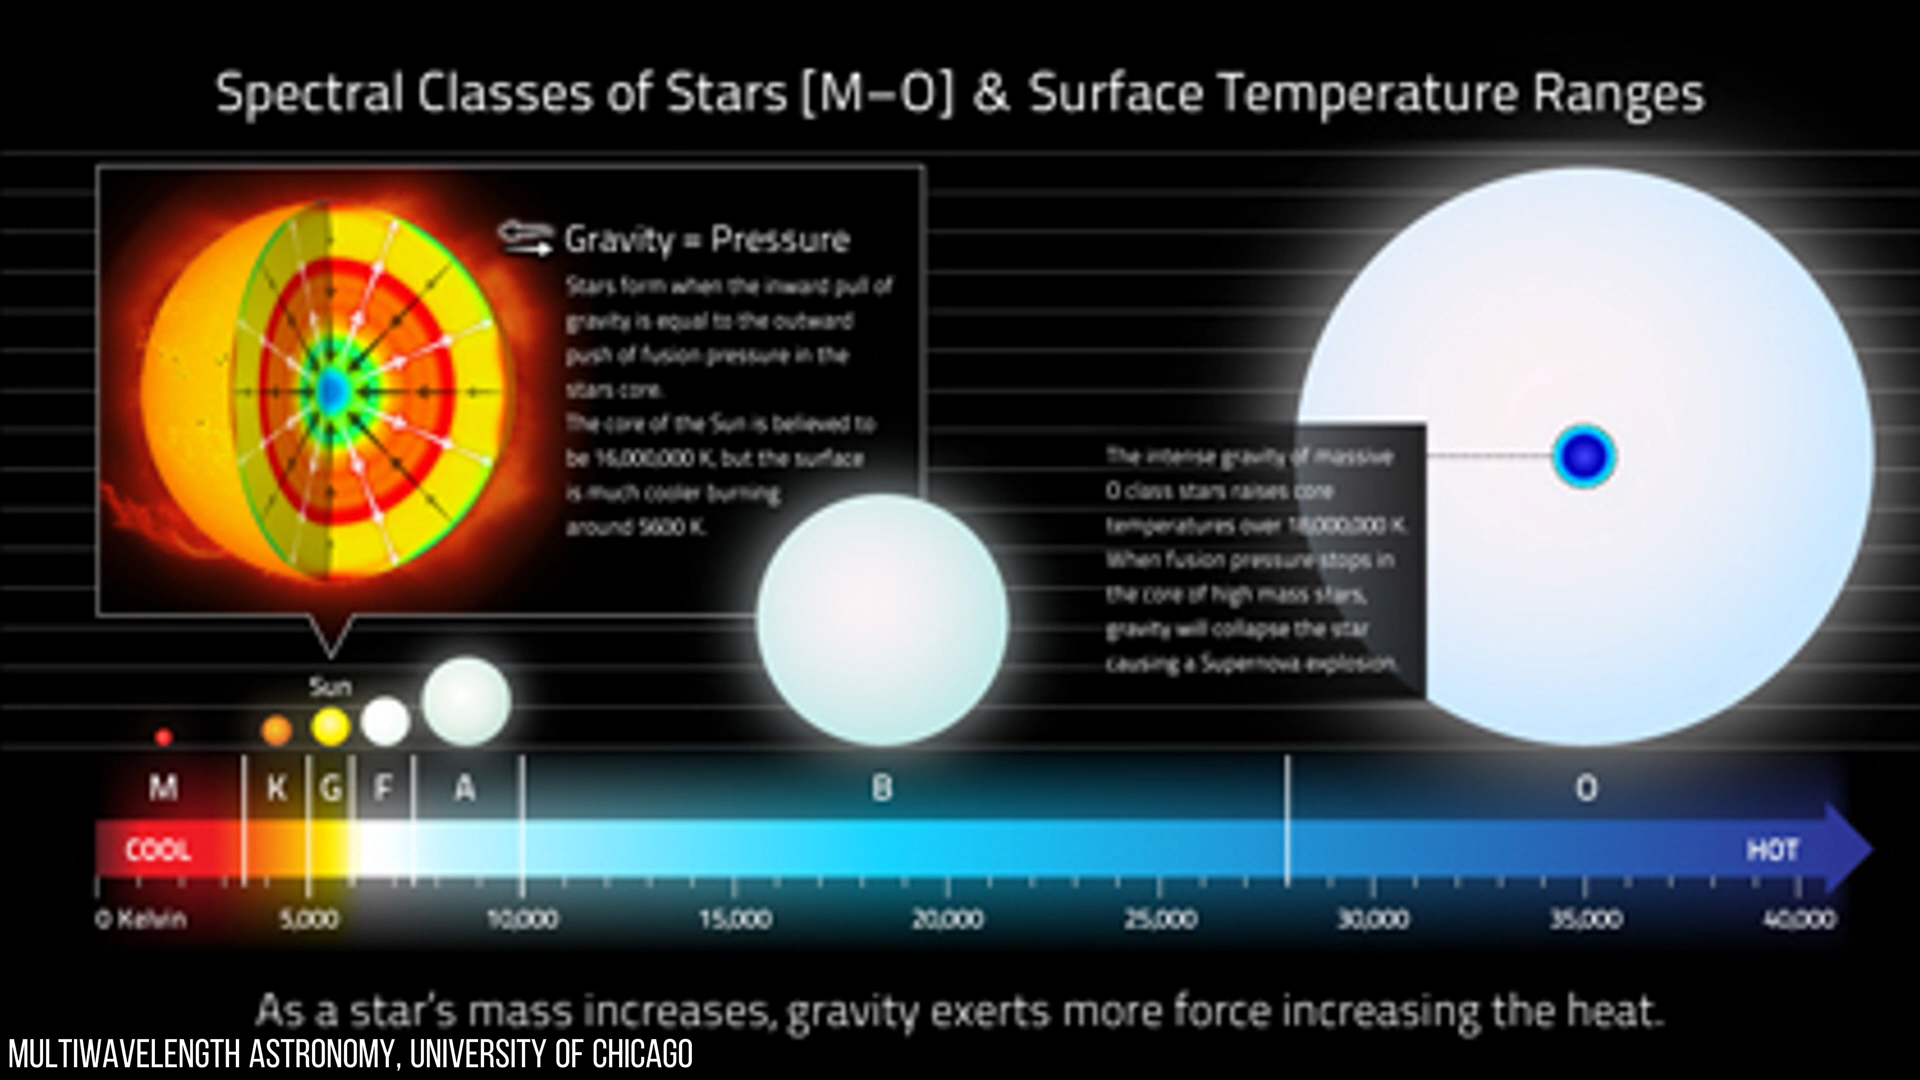 Spectral Classes of Stars [M–O] & Surface Temperature Ranges
Gravity = Pressure
Stars form when the inward pull of
gravity is equal to the outward
push of fusion pressure in the
stars core.
The core of the Sun is believed to
be 16,000,000 K, but the surface
is much cooler burning
around 5600 K.
The intense gravity of massive
O class stars raises core
temperatures over 18,000,000 K.
When fusion pressure stops in
the core of high mass stars,
gravity will collapse the star
causing a Supernova explosion.
Sun
M K G F A B O
COOL HOT
0 Kelvin 5,000 10,000 15,000 20,000 25,000 30,000 35,000 40,000
As a star's mass increases, gravity exerts more force increasing the heat.
MULTIWAVELENGTH ASTRONOMY, UNIVERSITY OF CHICAGO